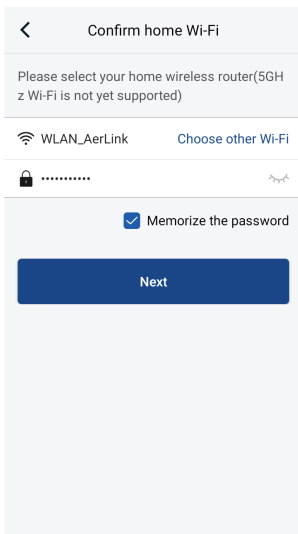 Confirm home Wi-Fi
Please select your home wireless router(5GH
z Wi-Fi is not yet supported)
WLAN_AerLink Choose other Wi-Fi
•••••••••••
Memorize the password
Next